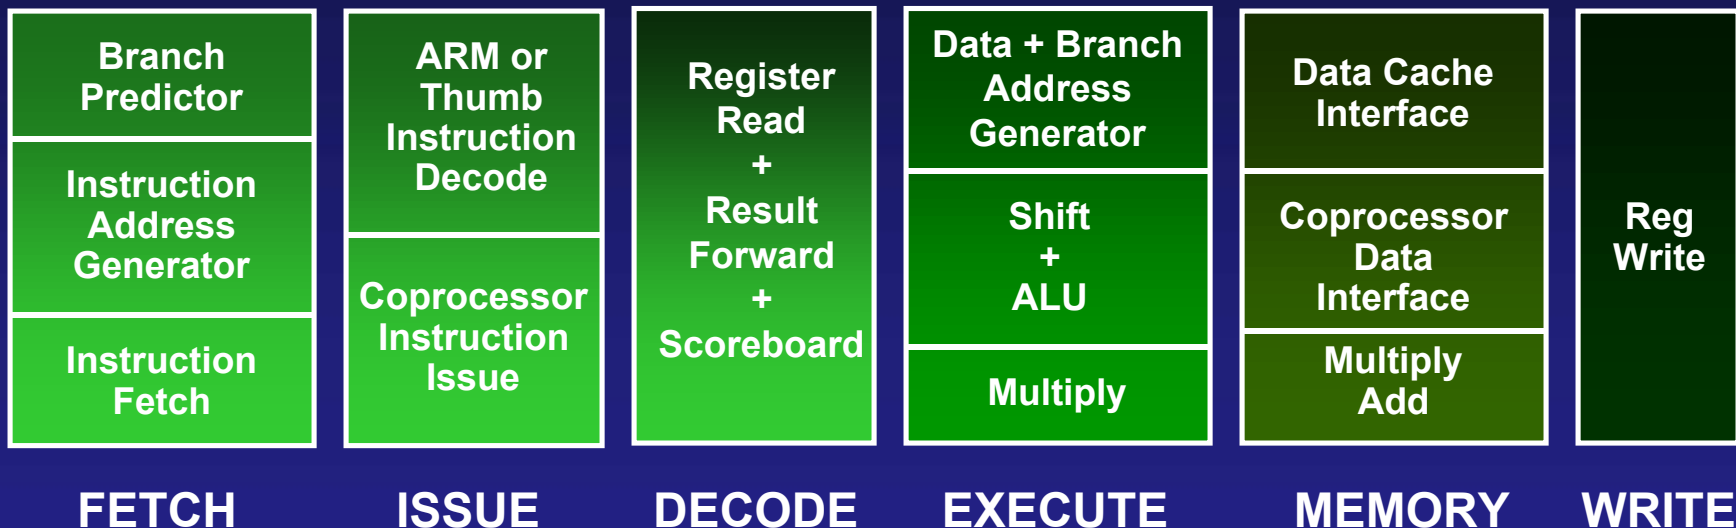 Branch
Predictor
Instruction
Address
Generator
Instruction
Fetch
ARM or
Thumb
Instruction
Decode
Coprocessor
Instruction
Issue
Register
Read
+
Result
Forward
+
Scoreboard
Data + Branch
Address
Generator
Shift
+
ALU
Multiply
Data Cache
Interface
Coprocessor
Data
Interface
Multiply
Add
Reg
Write
FETCH
ISSUE
DECODE
EXECUTE
MEMORY
WRITE